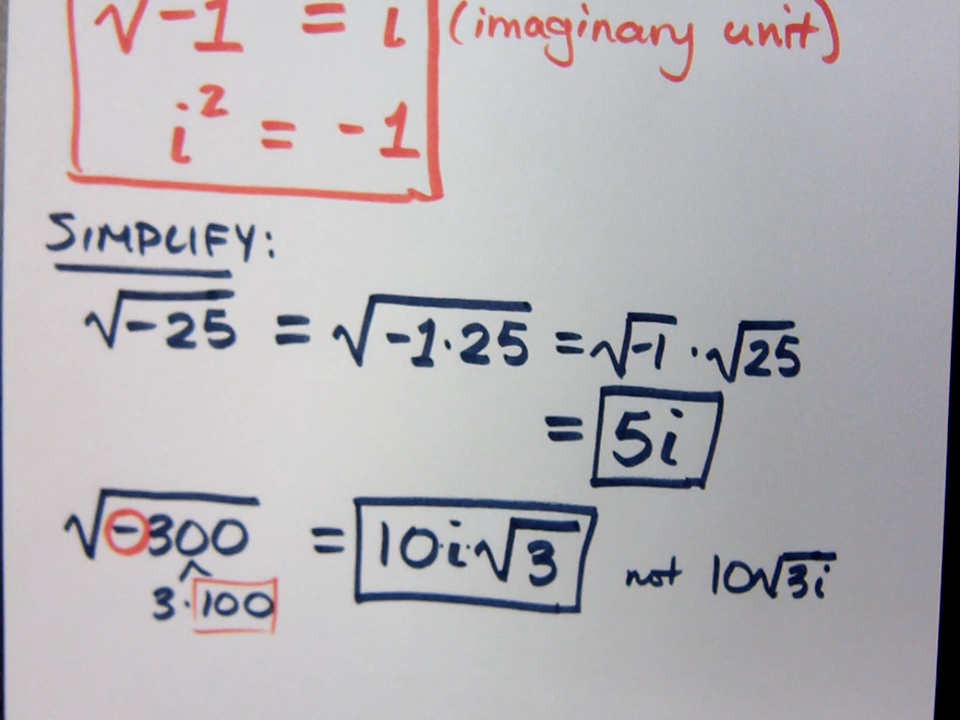 √-1 = i (imaginary unit)
i² = -1
SIMPLIFY:
√-25 = √-1·25 = √-1 · √25
= 5i
√-300 = 10·i·√3 not 10√3i
3·100